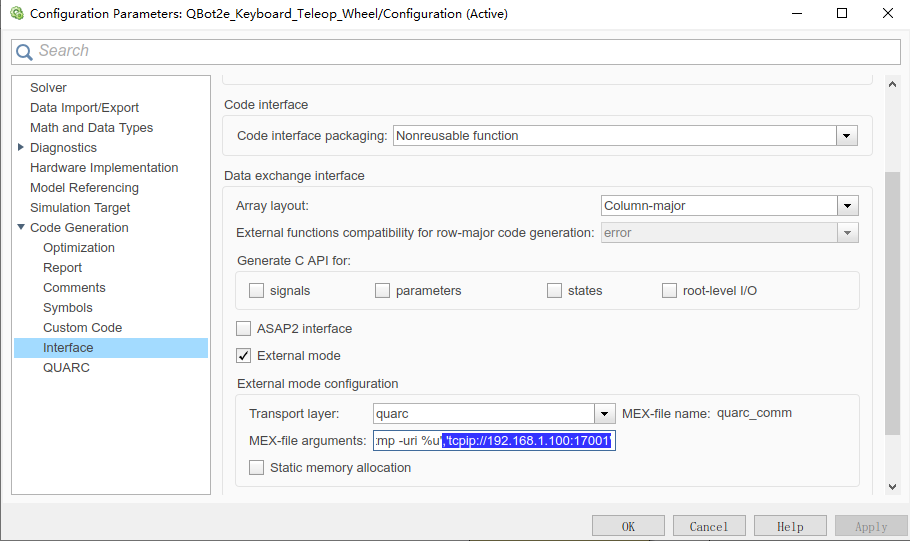 Configuration Parameters: QBot2e_Keyboard_Teleop_Wheel/Configuration (Active)
Search
Solver
Data Import/Export
Math and Data Types
Diagnostics
Hardware Implementation
Model Referencing
Simulation Target
Code Generation
Optimization
Report
Comments
Symbols
Custom Code
Interface
QUARC
Code interface
Code interface packaging: Nonreusable function
Data exchange interface
Array layout: Column-major
External functions compatibility for row-major code generation: error
Generate C API for:
signals parameters states root-level I/O
ASAP2 interface
External mode
External mode configuration
Transport layer: quarc MEX-file name: quarc_comm
MEX-file arguments: tmp -uri %u','tcpip://192.168.1.100:17001'
Static memory allocation
OK Cancel Help Apply